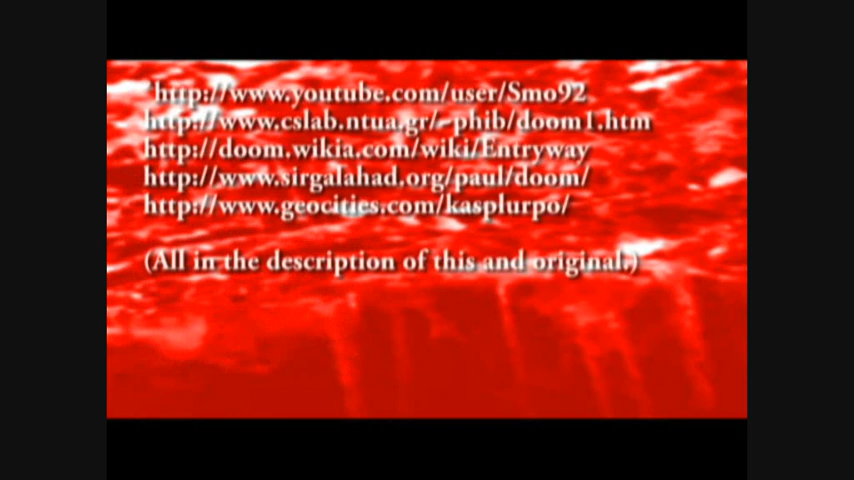 http://www.youtube.com/user/Smo92
http://www.cslab.ntua.gr/~phib/doom1.htm
http://doom.wikia.com/wiki/Entryway
http://www.sirgalahad.org/paul/doom/
http://www.geocities.com/kasplurpo/
(All in the description of this and original.)